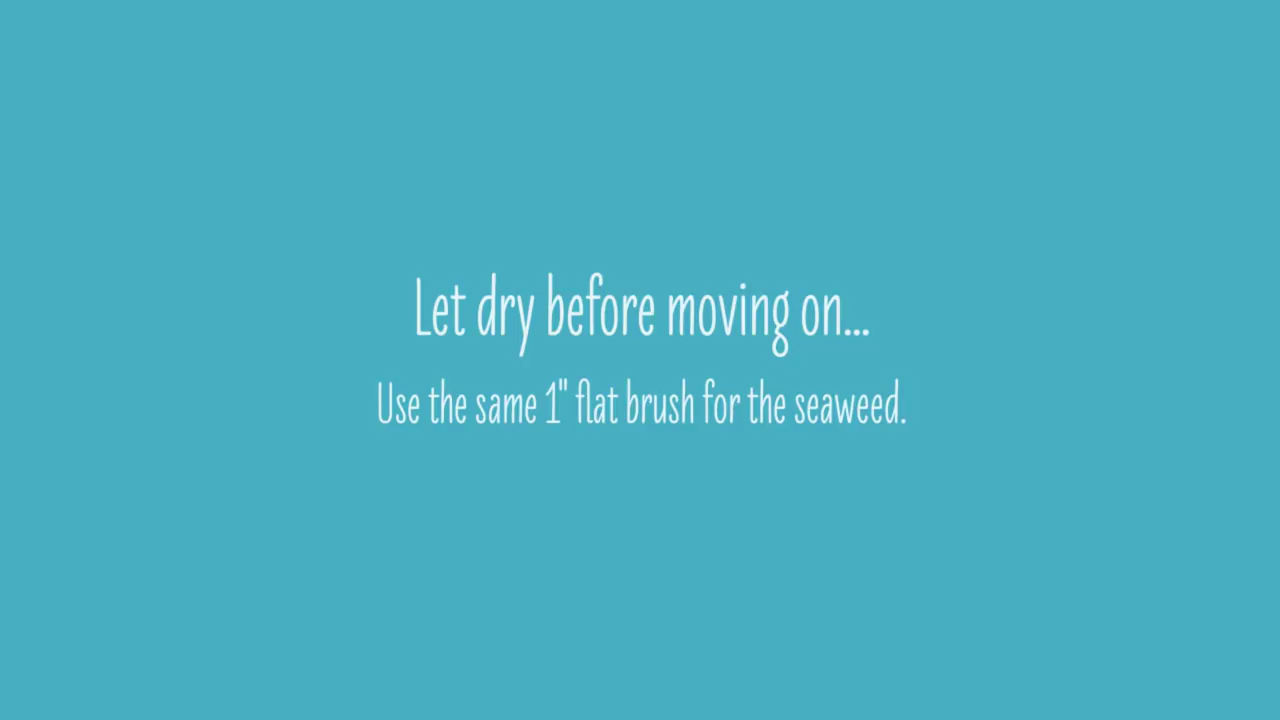 Let dry before moving on...
Use the same 1" flat brush for the seaweed.